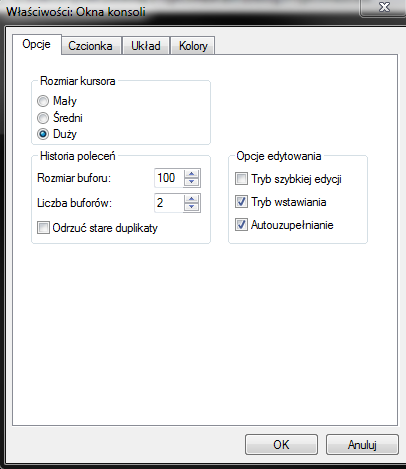 Właściwości: Okna konsoli
Opcje Czcionka Układ Kolory
Rozmiar kursora
Mały
Średni
Duży
Historia poleceń
Rozmiar buforu: 100
Liczba buforów: 2
Odrzuć stare duplikaty
Opcje edytowania
Tryb szybkiej edycji
Tryb wstawiania
Autouzupełnianie
OK Anuluj